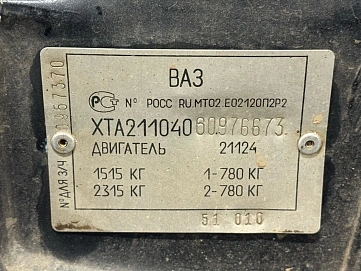 ВАЗ
№ РОСС RU.МТ02.Е02120П2Р2
ХТА21104060976673
ДВИГАТЕЛЬ 21124
1515 КГ 1-780 КГ
2315 КГ 2-780 КГ
51 010
№ДЛЯ З/Ч